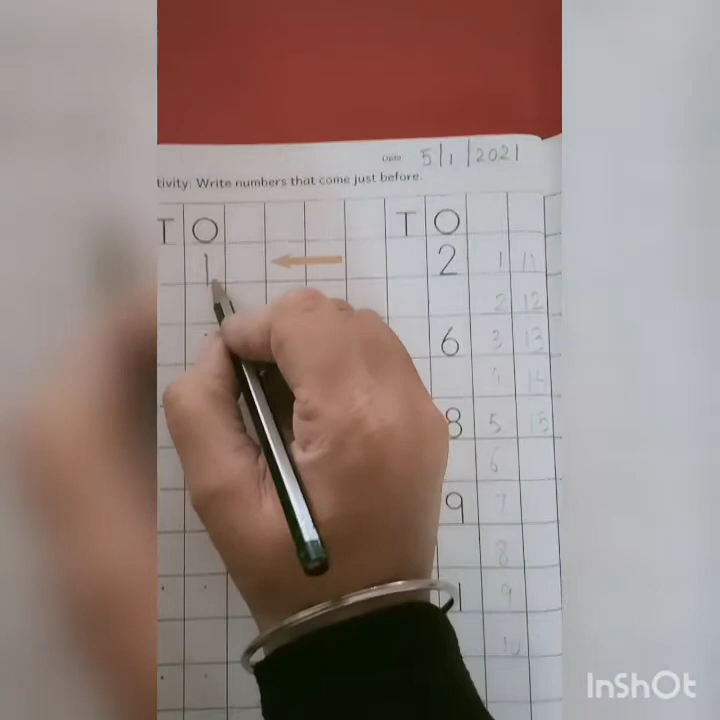 Date 5/1/2021
tivity: Write numbers that come just before.
T O T O
1 2 1 11
2 12
6 3 13
4 14
8 5 15
6
9 7
8
1 9
10
InShOt